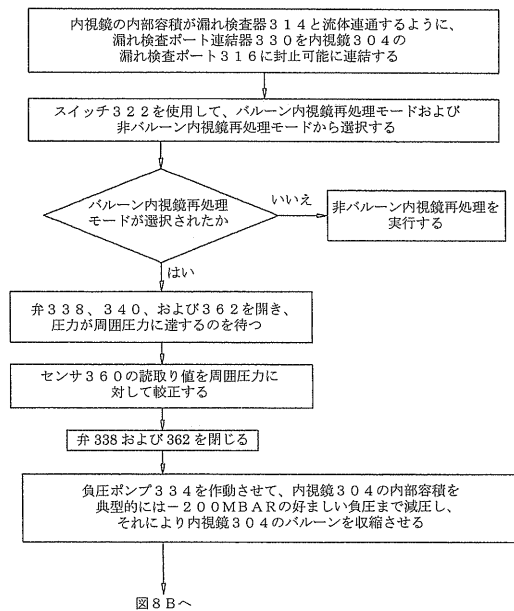 内視鏡の内部容積が漏れ検査器３１４と流体連通するように、
漏れ検査ポート連結器３３０を内視鏡３０４の
漏れ検査ポート３１６に封止可能に連結する
スイッチ３２２を使用して、バルーン内視鏡再処理モードおよび
非バルーン内視鏡再処理モードから選択する
バルーン内視鏡再処理
モードが選択されたか
いいえ
非バルーン内視鏡再処理を
実行する
はい
弁３３８、３４０、および３６２を開き、
圧力が周囲圧力に達するのを待つ
センサ３６０の読取り値を周囲圧力に
対して較正する
弁 338 および 362 を閉じる
負圧ポンプ３３４を作動させて、内視鏡３０４の内部容積を
典型的には－２００ＭＢＡＲの好ましい負圧まで減圧し、
それにより内視鏡３０４のバルーンを収縮させる
図８Ｂへ